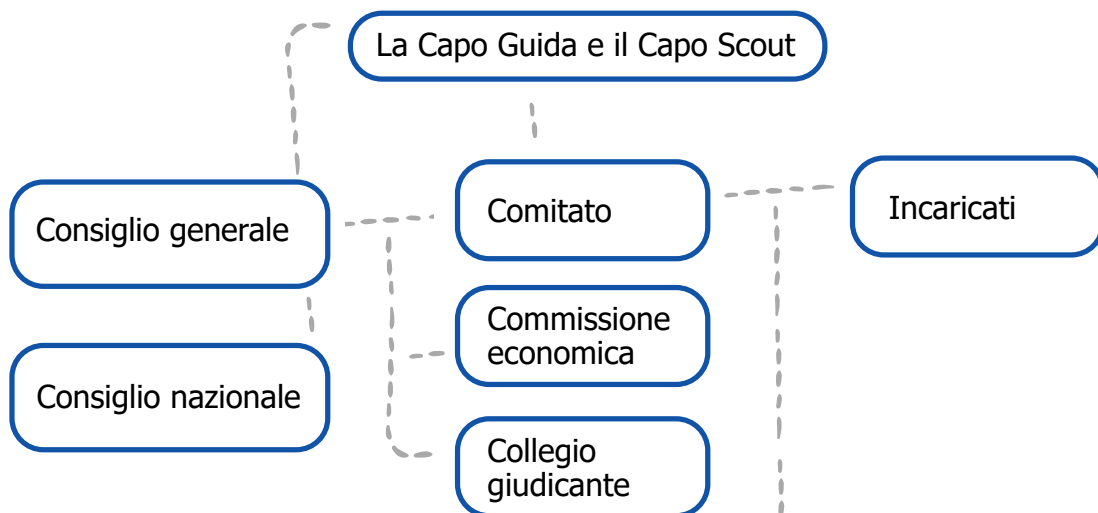 La Capo Guida e il Capo Scout
Consiglio generale
Comitato
Incaricati
Commissione
economica
Consiglio nazionale
Collegio
giudicante